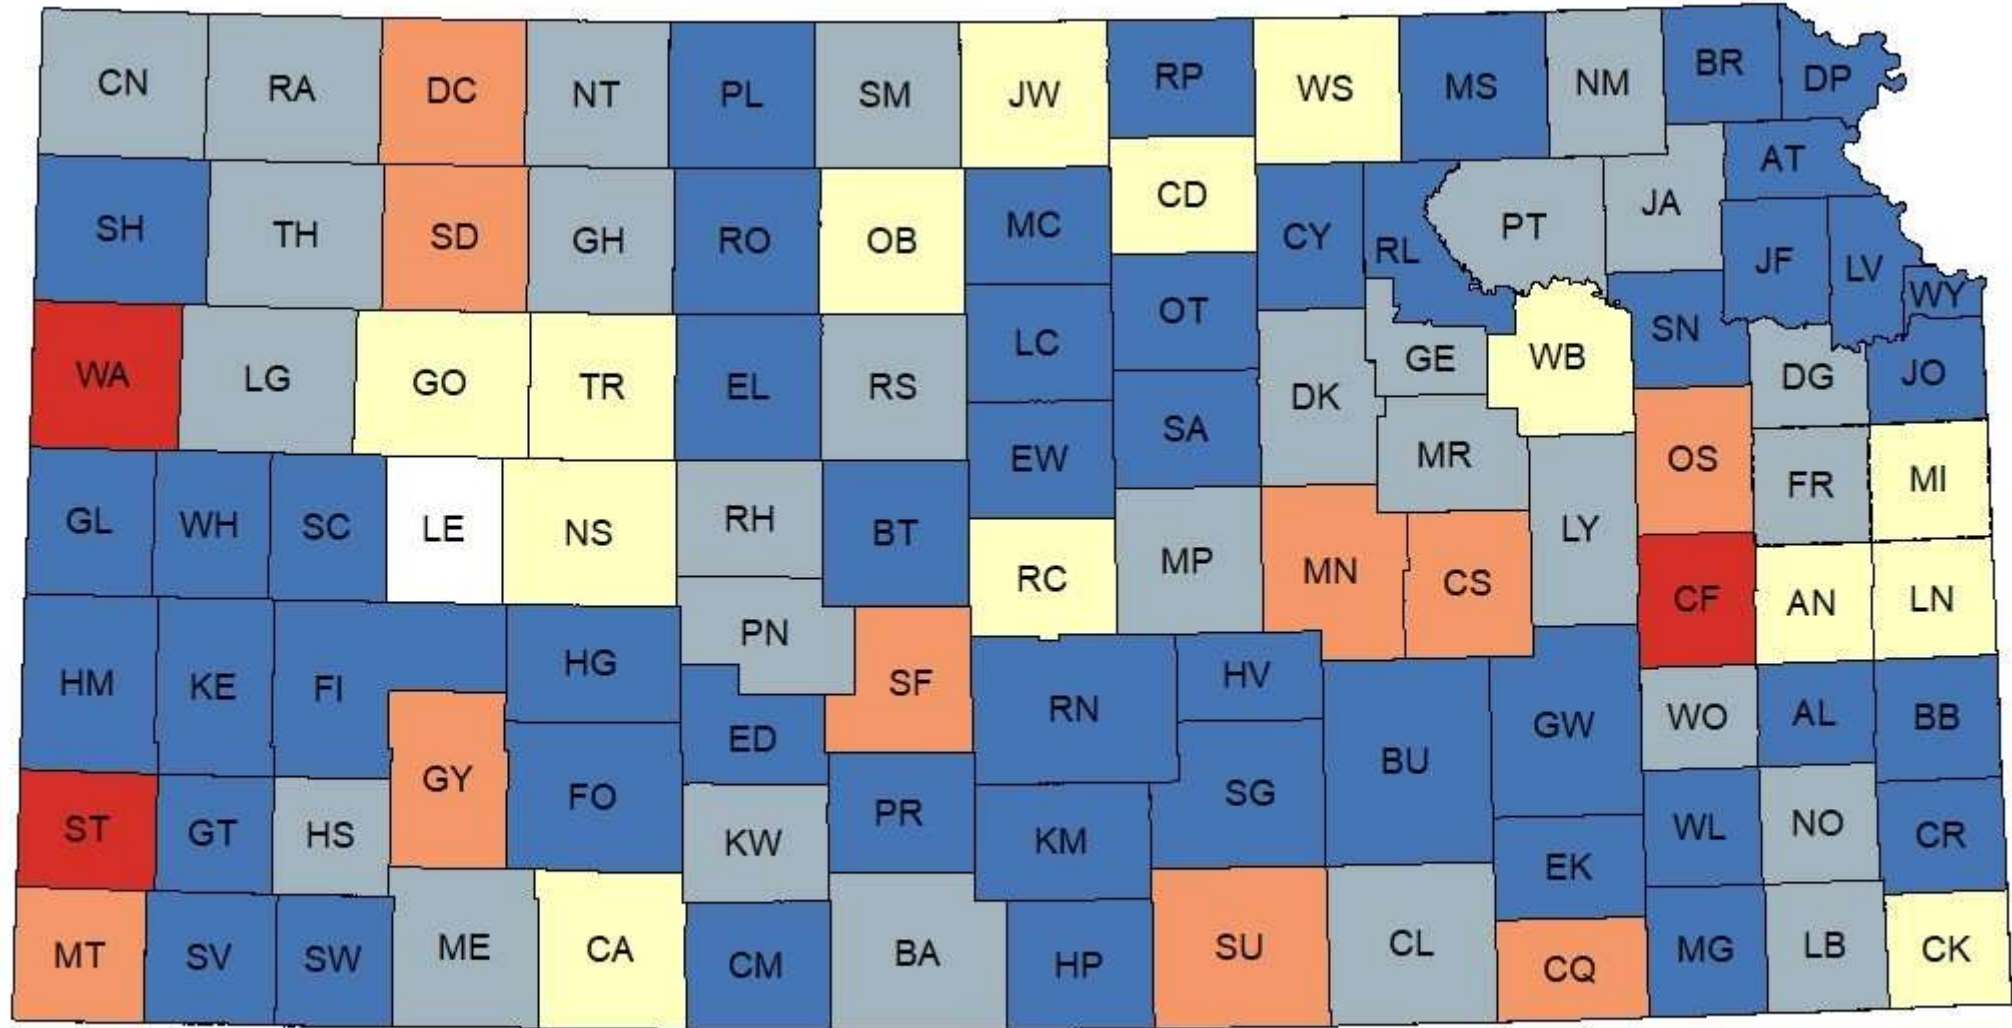 CN RA DC NT PL SM JW RP WS MS NM BR DP
SH TH SD GH RO OB MC CD CY RL PT JA AT
JF LV WY
WA LG GO TR EL RS LC OT DK GE WB SN DG JO
EW SA MR OS FR MI
GL WH SC LE NS RH BT RC MP MN CS LY CF AN LN
HM KE FI HG PN SF RN HV BU GW WO AL BB
ED
ST GT HS GY FO KW PR KM SG EK WL NO CR
MT SV SW ME CA CM BA HP SU CL CQ MG LB CK